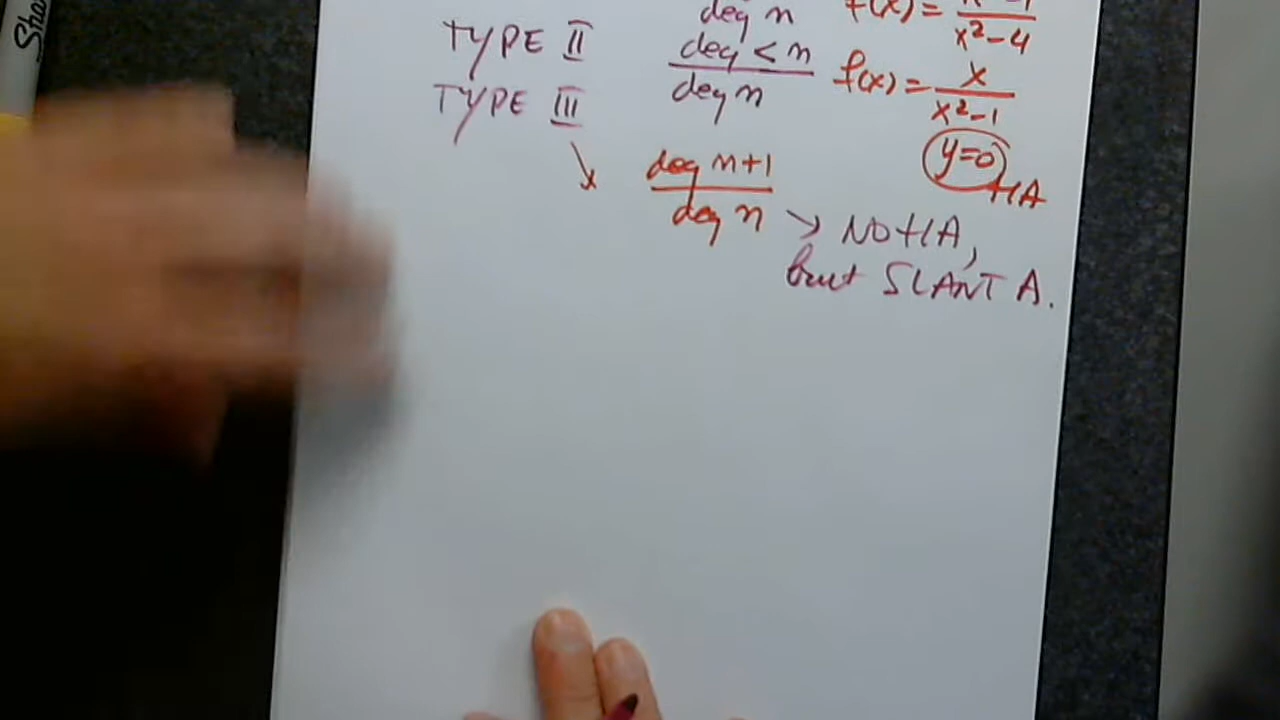 deg n
f(x) =
x²-4
TYPE II
deg < n
deg n
f(x) = x
x²-1
TYPE III
y=0
HA
deg n+1
deg n
NO HA,
but SLANT A.
Sha